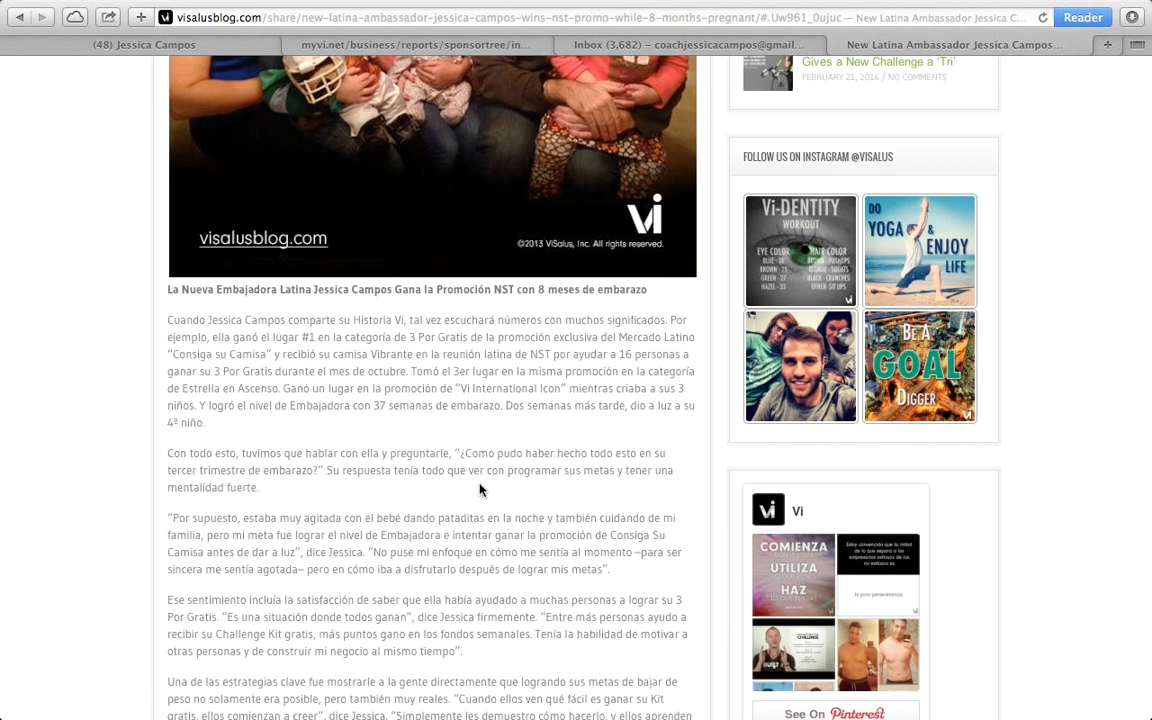 visalusblog.com/share/new-latina-ambassador-jessica-campos-wins-nst-promo-while-8-months-pregnant/#.Uw961_0ujuc — New Latina Ambassador Jessica C...
Reader
(48) Jessica Campos
myvi.net/business/reports/sponsortree/in...
Inbox (3,682) – coachjessicacampos@gmail...
New Latina Ambassador Jessica Campos...
visalusblog.com
Vi
©2013 ViSalus, Inc. All rights reserved.
La Nueva Embajadora Latina Jessica Campos Gana la Promoción NST con 8 meses de embarazo
Cuando Jessica Campos comparte su Historia Vi, tal vez escuchará números con muchos significados. Por
ejemplo, ella ganó el lugar #1 en la categoría de 3 Por Gratis de la promoción exclusiva del Mercado Latino
“Consiga su Camisa” y recibió su camisa Vibrante en la reunión latina de NST por ayudar a 16 personas a
ganar su 3 Por Gratis durante el mes de octubre. Tomó el 3er lugar en la misma promoción en la categoría
de Estrella en Ascenso. Ganó un lugar en la promoción de “Vi International Icon” mientras criaba a sus 3
niños. Y logró el nivel de Embajadora con 37 semanas de embarazo. Dos semanas más tarde, dio a luz a su
4º niño.
Con todo esto, tuvimos que hablar con ella y preguntarle, “¿Como pudo haber hecho todo esto en su
tercer trimestre de embarazo?” Su respuesta tenía todo que ver con programar sus metas y tener una
mentalidad fuerte.
“Por supuesto, estaba muy agitada con el bebé dando pataditas en la noche y también cuidando de mi
familia, pero mi meta fue lograr el nivel de Embajadora e intentar ganar la promoción de Consiga Su
Camisa antes de dar a luz”, dice Jessica. “No puse mi enfoque en cómo me sentía al momento –para ser
sincera me sentía agotada– pero en cómo iba a disfrutarlo después de lograr mis metas”.
Ese sentimiento incluía la satisfacción de saber que ella había ayudado a muchas personas a lograr su 3
Por Gratis. “Es una situación donde todos ganan”, dice Jessica firmemente. “Entre más personas ayudo a
recibir su Challenge Kit gratis, más puntos gano en los fondos semanales. Tenía la habilidad de motivar a
otras personas y de construir mi negocio al mismo tiempo”.
Una de las estrategias clave fue mostrarle a la gente directamente que logrando sus metas de bajar de
peso no solamente era posible, pero también muy reales. “Cuando ellos ven qué fácil es ganar su Kit
gratis, ellos comienzan a creer”, dice Jessica. “Simplemente les demuestro cómo hacerlo, y ellos aprenden
Gives a New Challenge a ‘Tri’
FEBRUARY 21, 2014 / NO COMMENTS
FOLLOW US ON INSTAGRAM @VISALUS
Vi-DENTITY
WORKOUT
EYE COLOR
HAIR COLOR
DO
YOGA &
ENJOY
LIFE
BE A
GOAL
DIGGER
Vi
Vi
COMIENZA
UTILIZA
HAZ
See On Pinterest